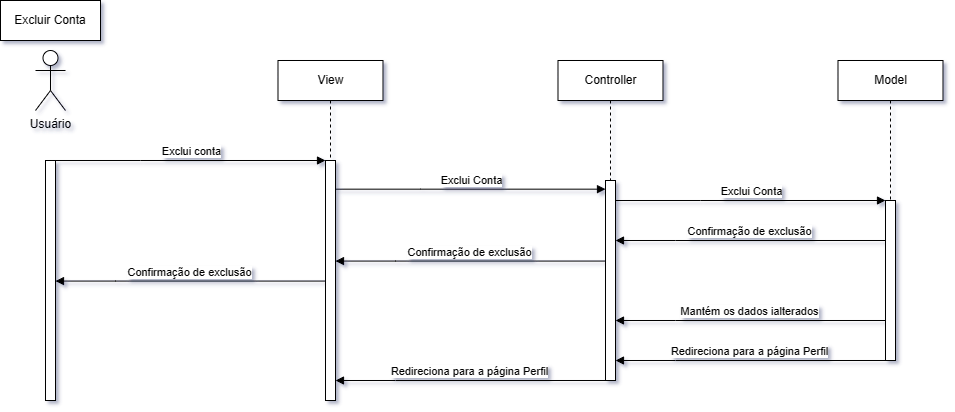 Excluir Conta
Usuário
View
Controller
Model
Exclui conta
Exclui Conta
Exclui Conta
Confirmação de exclusão
Confirmação de exclusão
Confirmação de exclusão
Mantém os dados ialterados
Redireciona para a página Perfil
Redireciona para a página Perfil